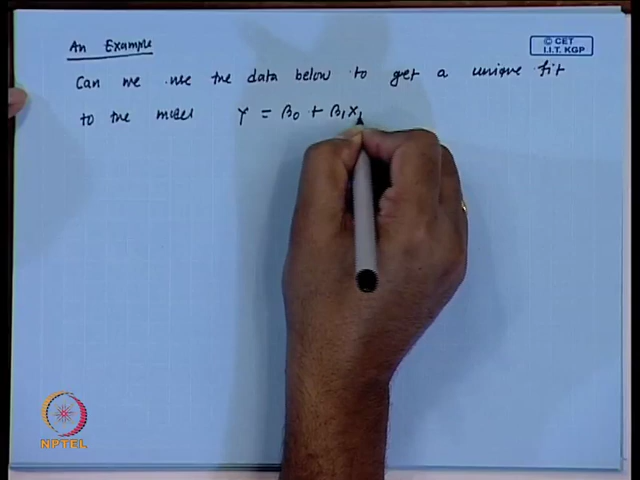 An Example
© CET
I.I.T. KGP
Can we use the data below to get a unique fit
to the model Y = β₀ + β₁X₁
NPTEL